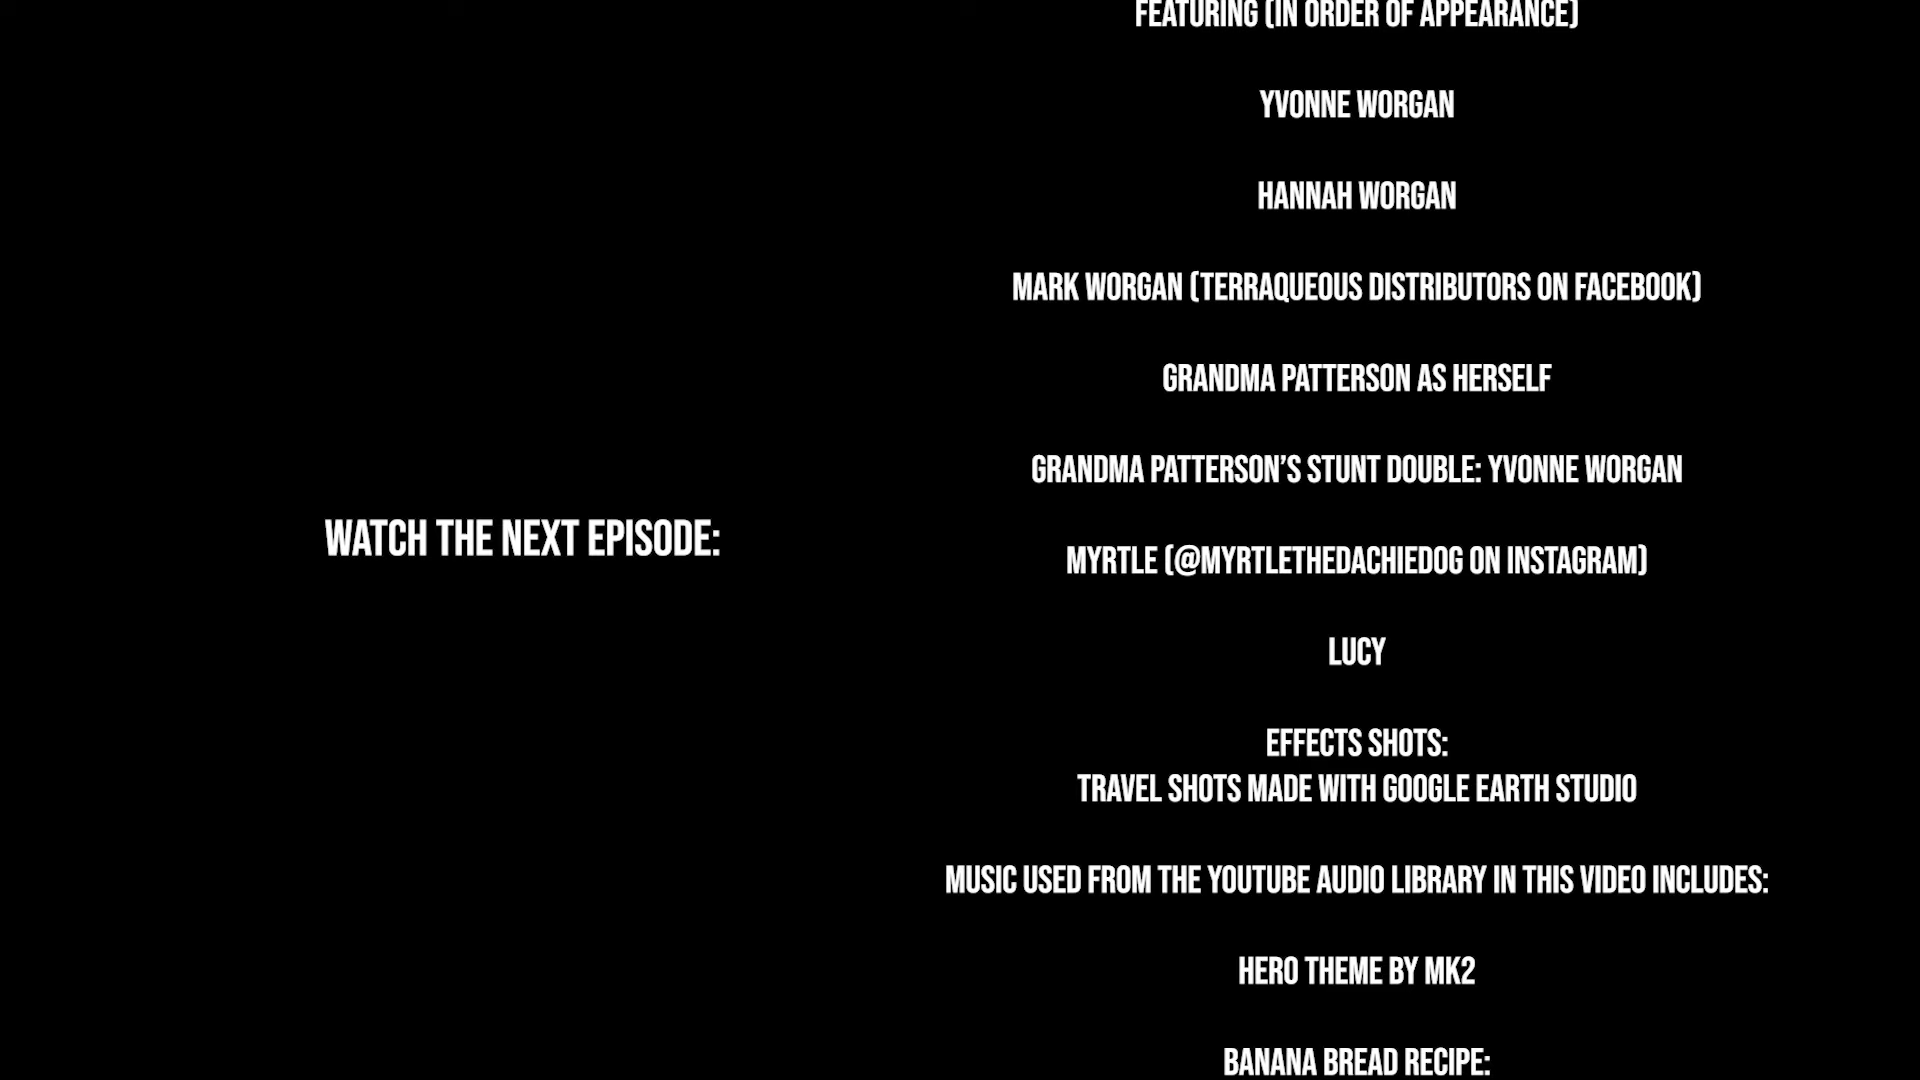 FEATURING (IN ORDER OF APPEARANCE)
YVONNE WORGAN
HANNAH WORGAN
MARK WORGAN (TERRAQUEOUS DISTRIBUTORS ON FACEBOOK)
GRANDMA PATTERSON AS HERSELF
GRANDMA PATTERSON’S STUNT DOUBLE: YVONNE WORGAN
WATCH THE NEXT EPISODE:
MYRTLE (@MYRTLETHEDACHIEDOG ON INSTAGRAM)
LUCY
EFFECTS SHOTS:
TRAVEL SHOTS MADE WITH GOOGLE EARTH STUDIO
MUSIC USED FROM THE YOUTUBE AUDIO LIBRARY IN THIS VIDEO INCLUDES:
HERO THEME BY MK2
BANANA BREAD RECIPE: